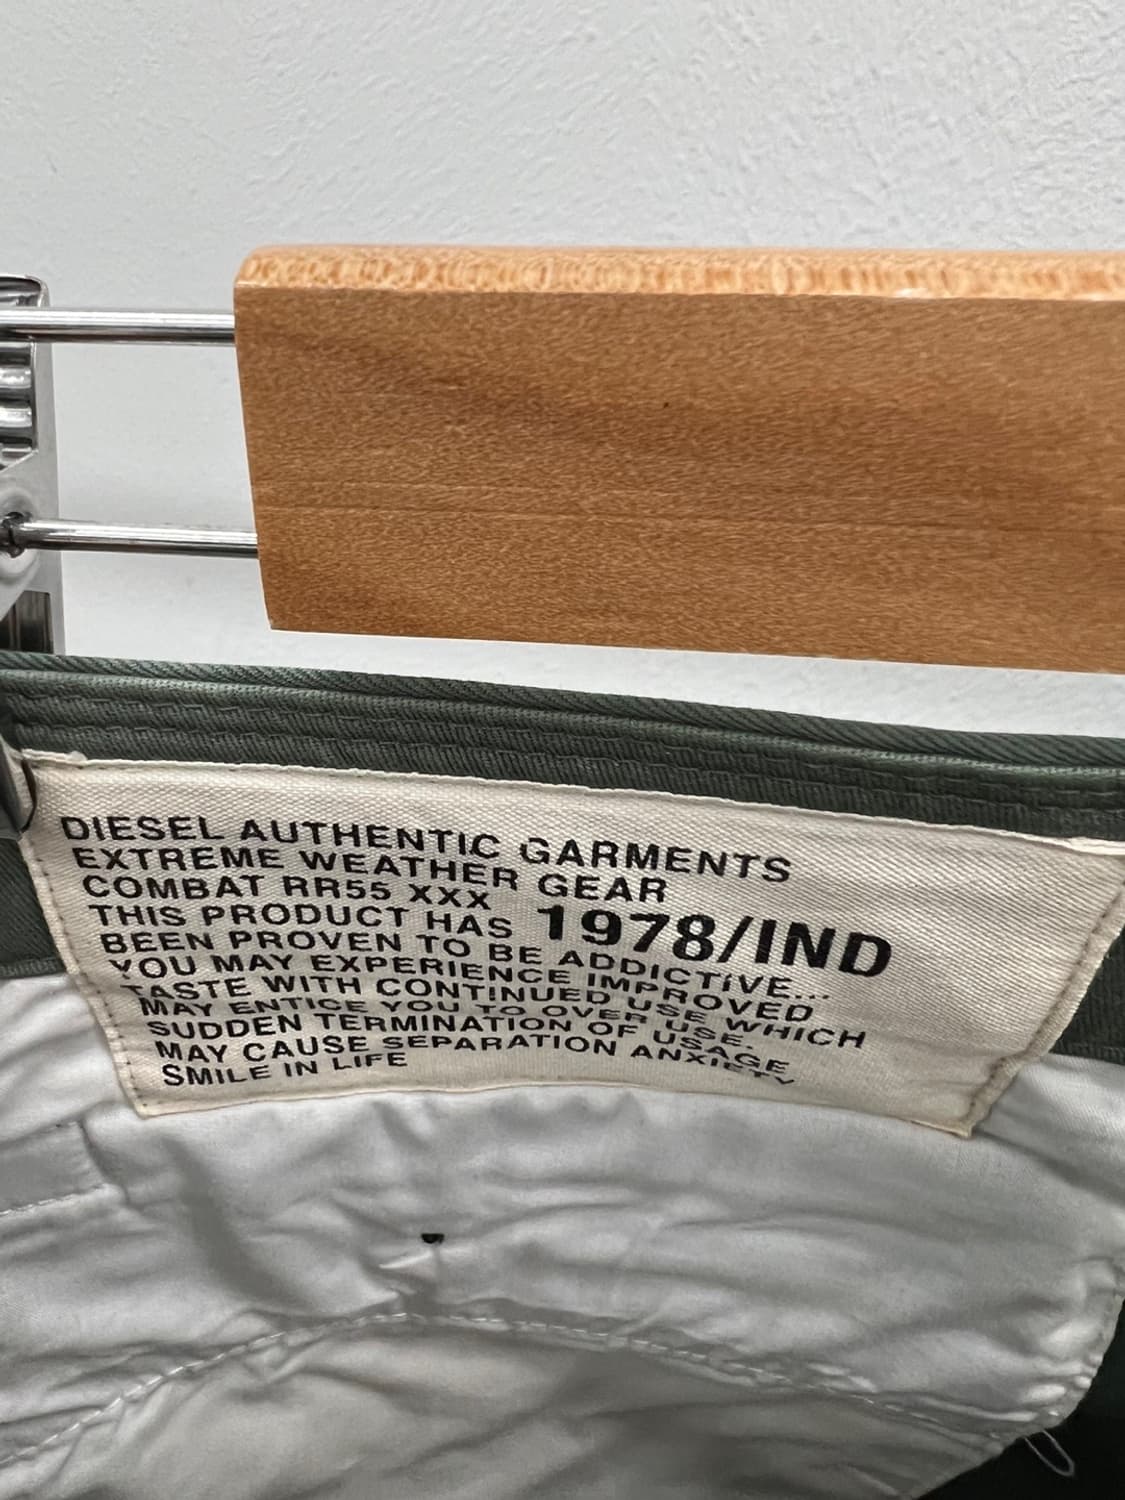 DIESEL AUTHENTIC GARMENTS
EXTREME WEATHER GEAR
COMBAT RR55 XXX
1978/IND
THIS PRODUCT HAS
BEEN PROVEN TO BE ADDICTIVE...
YOU MAY EXPERIENCE IMPROVED
TASTE WITH CONTINUED USE WHICH
MAY ENTICE YOU TO OVER USE.
SUDDEN TERMINATION OF USAGE
MAY CAUSE SEPARATION ANXIETY
SMILE IN LIFE